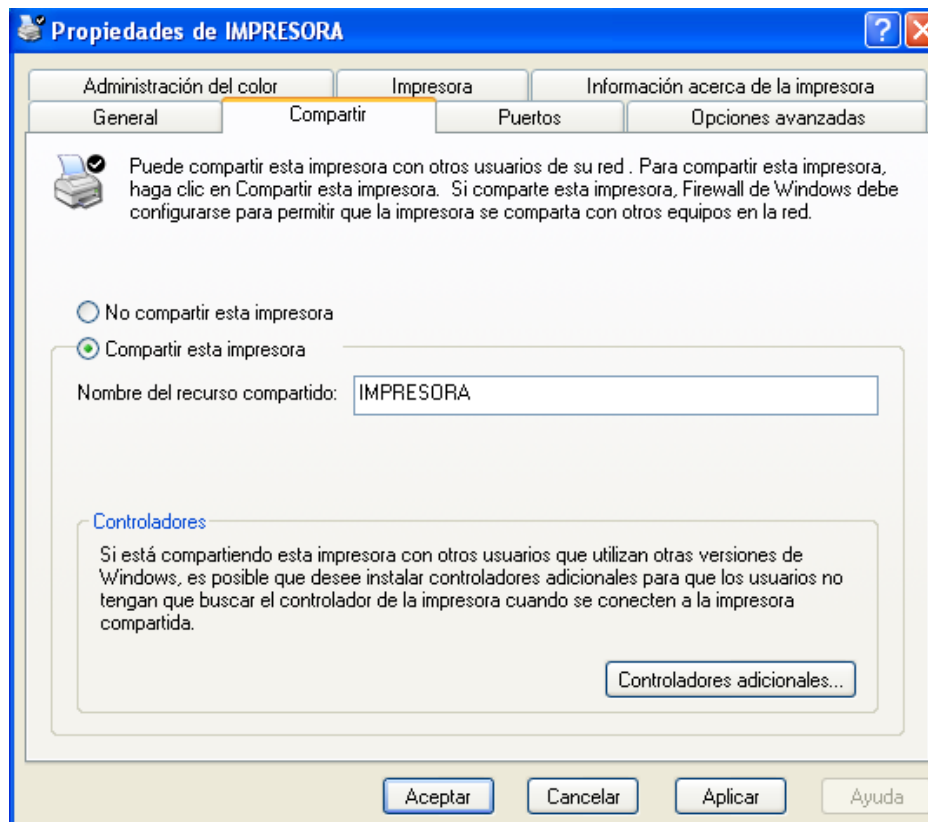 Propiedades de IMPRESORA
Administración del color
Impresora
Información acerca de la impresora
General
Compartir
Puertos
Opciones avanzadas
Puede compartir esta impresora con otros usuarios de su red . Para compartir esta impresora,
haga clic en Compartir esta impresora. Si comparte esta impresora, Firewall de Windows debe
configurarse para permitir que la impresora se comparta con otros equipos en la red.
No compartir esta impresora
Compartir esta impresora
Nombre del recurso compartido: IMPRESORA
Controladores
Si está compartiendo esta impresora con otros usuarios que utilizan otras versiones de
Windows, es posible que desee instalar controladores adicionales para que los usuarios no
tengan que buscar el controlador de la impresora cuando se conecten a la impresora
compartida.
Controladores adicionales...
Aceptar
Cancelar
Aplicar
Ayuda